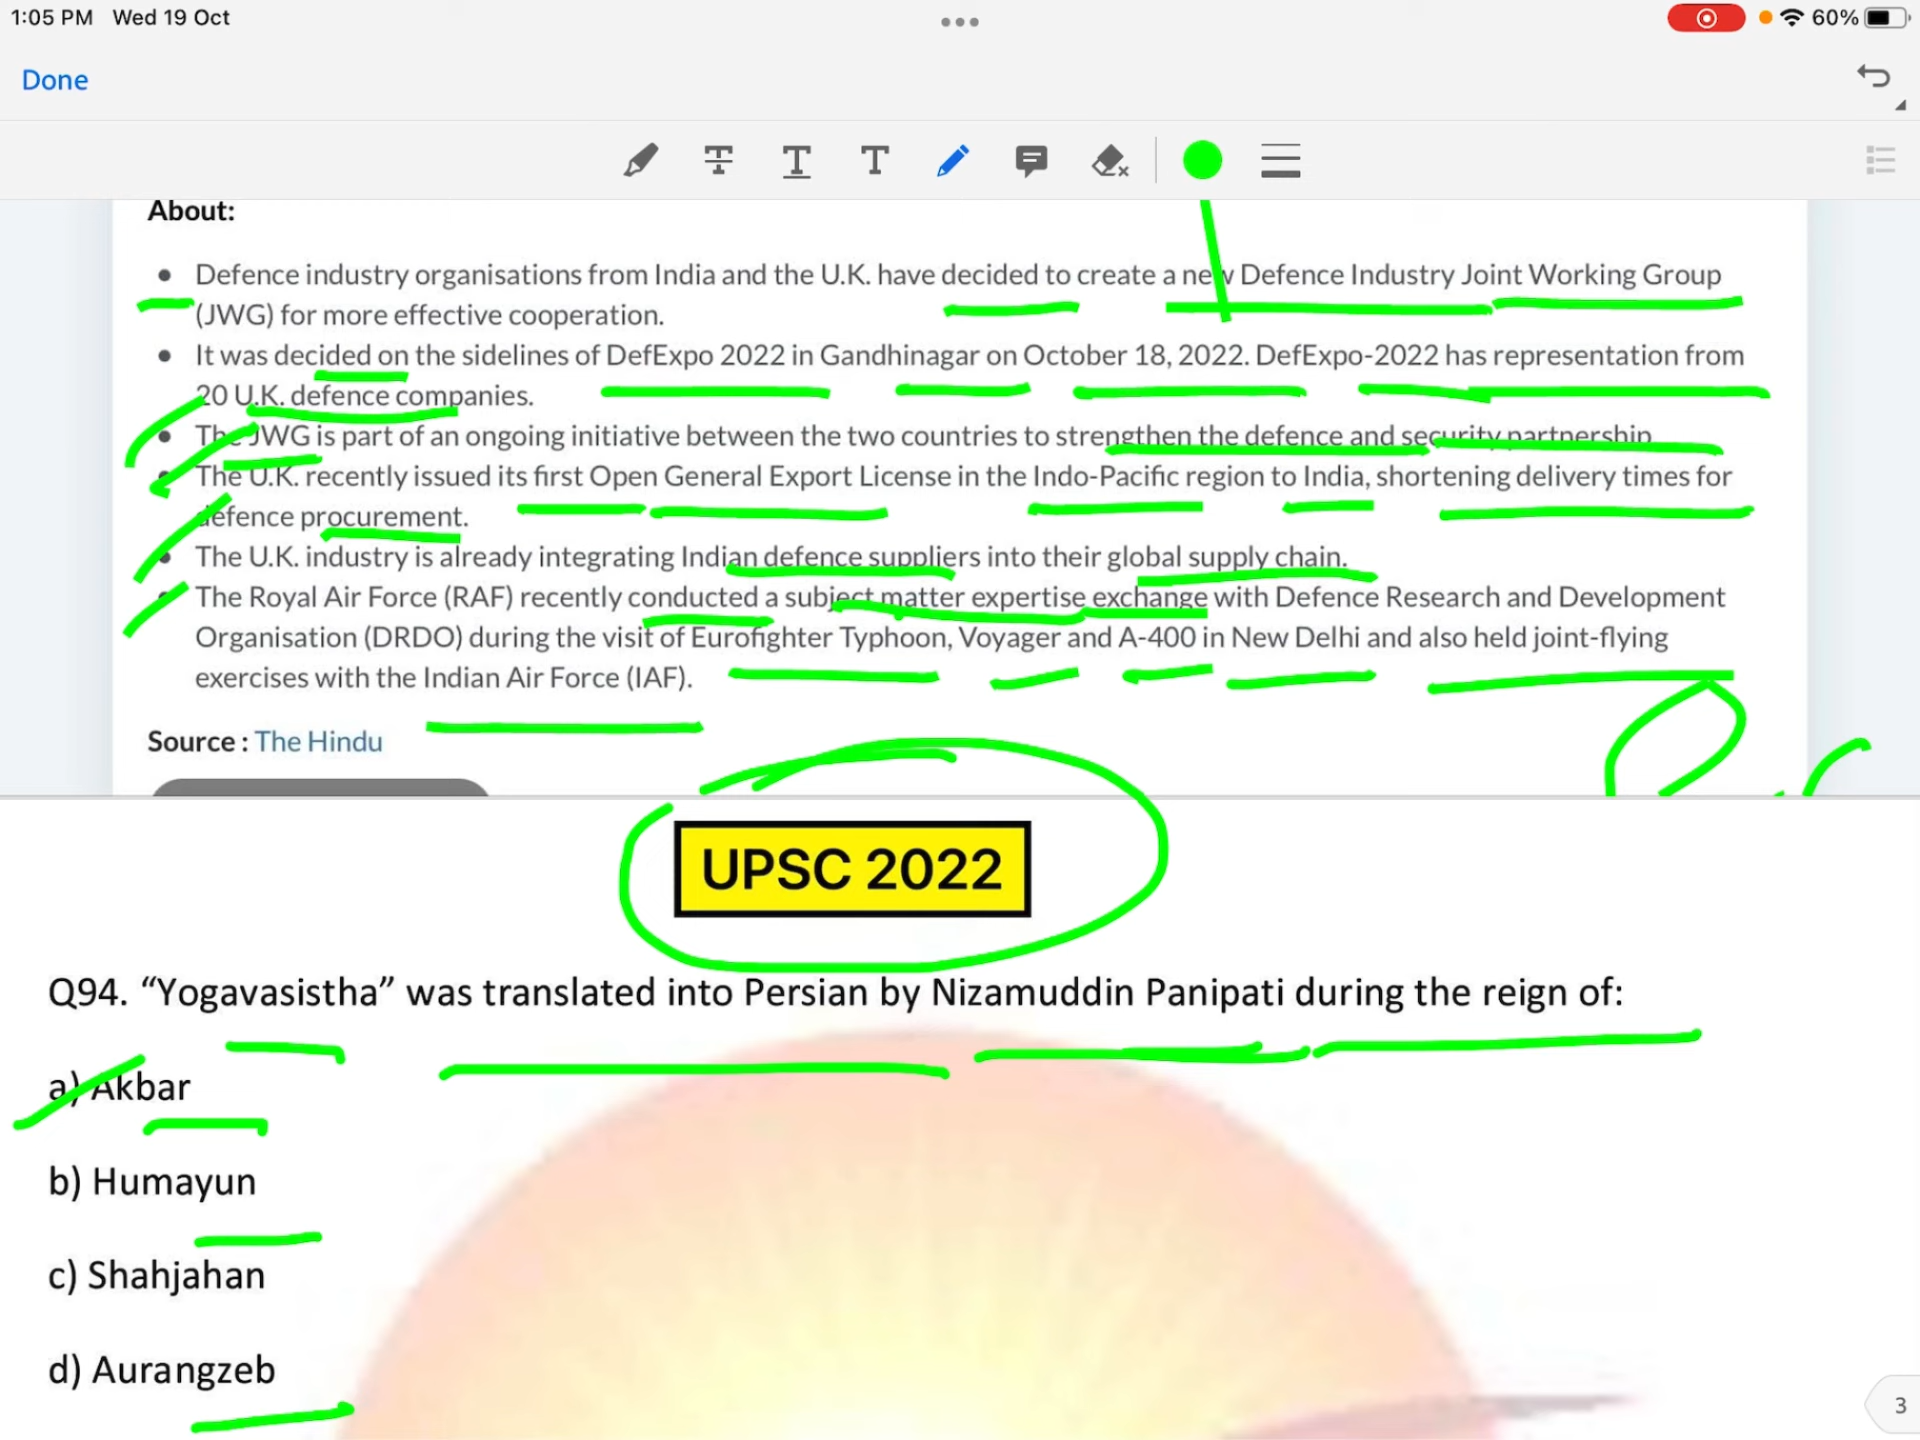 1:05 PM Wed 19 Oct
60%
Done
T T T
About:
• Defence industry organisations from India and the U.K. have decided to create a new Defence Industry Joint Working Group
(JWG) for more effective cooperation.
• It was decided on the sidelines of DefExpo 2022 in Gandhinagar on October 18, 2022. DefExpo-2022 has representation from
20 U.K. defence companies.
• The JWG is part of an ongoing initiative between the two countries to strengthen the defence and security partnership
• The U.K. recently issued its first Open General Export License in the Indo-Pacific region to India, shortening delivery times for
defence procurement.
• The U.K. industry is already integrating Indian defence suppliers into their global supply chain.
• The Royal Air Force (RAF) recently conducted a subject matter expertise exchange with Defence Research and Development
Organisation (DRDO) during the visit of Eurofighter Typhoon, Voyager and A-400 in New Delhi and also held joint-flying
exercises with the Indian Air Force (IAF).
Source : The Hindu
UPSC 2022
Q94. “Yogavasistha” was translated into Persian by Nizamuddin Panipati during the reign of:
a) Akbar
b) Humayun
c) Shahjahan
d) Aurangzeb
3